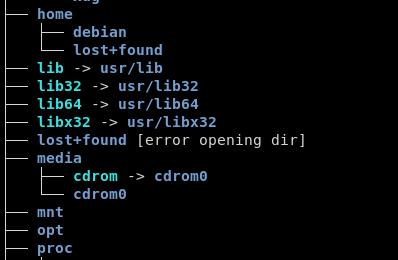 ├── home
│   ├── debian
│   └── lost+found
├── lib -> usr/lib
├── lib32 -> usr/lib32
├── lib64 -> usr/lib64
├── libx32 -> usr/libx32
├── lost+found [error opening dir]
├── media
│   ├── cdrom -> cdrom0
│   └── cdrom0
├── mnt
├── opt
├── proc